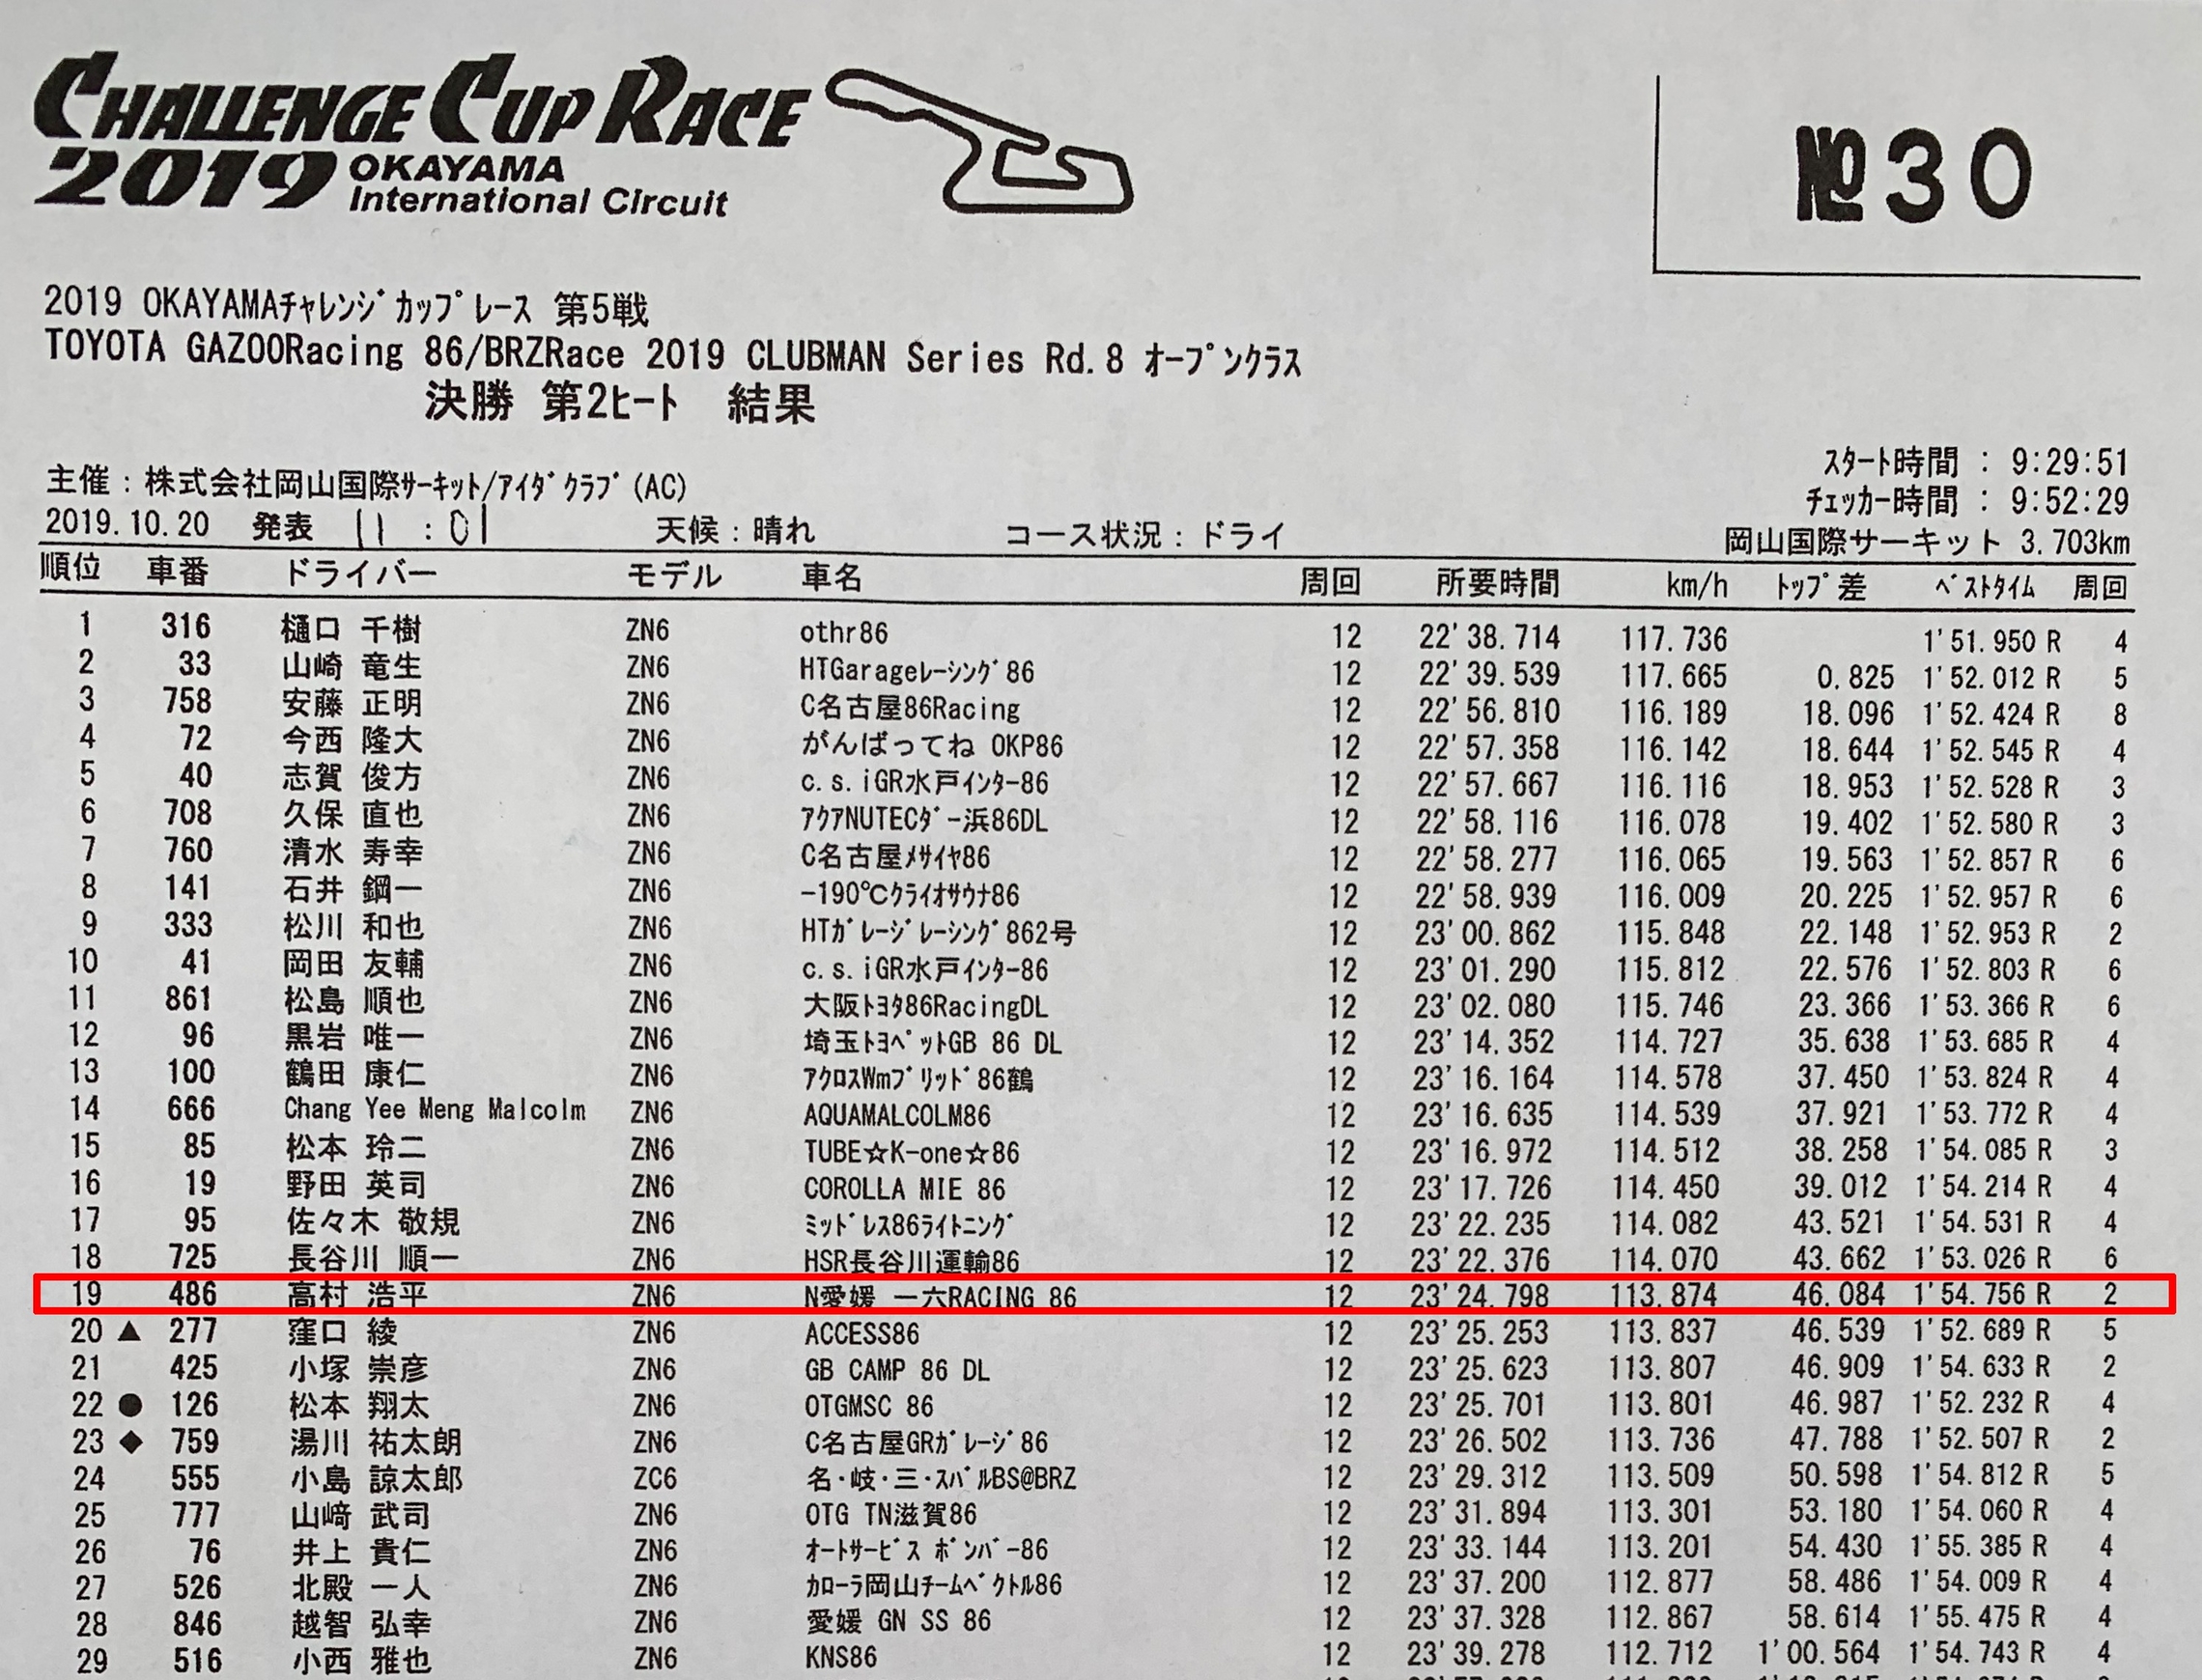 CHALLENGE CUP RACE
2019 OKAYAMA
International Circuit
№30
2019 OKAYAMAﾁｬﾚﾝｼﾞｶｯﾌﾟﾚｰｽ 第5戦
TOYOTA GAZOORacing 86/BRZRace 2019 CLUBMAN Series Rd.8 ｵｰﾌﾟﾝｸﾗｽ
決勝 第2ﾋｰﾄ 結果
ｽﾀｰﾄ時間 : 9:29:51
主催：株式会社岡山国際ｻｰｷｯﾄ/ｱｲﾀﾞｸﾗﾌﾞ(AC)
ﾁｪｯｶｰ時間 : 9:52:29
2019.10.20 発表 11:01 天候：晴れ コース状況：ドライ 岡山国際サーキット 3.703km
順位 車番 ドライバー モデル 車名 周回 所要時間 km/h ﾄｯﾌﾟ差 ﾍﾞｽﾄﾀｲﾑ 周回
1 316 樋口 千樹 ZN6 othr86 12 22'38.714 117.736 1'51.950 R 4
2 33 山崎 竜生 ZN6 HTGarageﾚｰｼﾝｸﾞ86 12 22'39.539 117.665 0.825 1'52.012 R 5
3 758 安藤 正明 ZN6 C名古屋86Racing 12 22'56.810 116.189 18.096 1'52.424 R 8
4 72 今西 隆大 ZN6 がんばってね OKP86 12 22'57.358 116.142 18.644 1'52.545 R 4
5 40 志賀 俊方 ZN6 c.s.iGR水戸ｲﾝﾀｰ86 12 22'57.667 116.116 18.953 1'52.528 R 3
6 708 久保 直也 ZN6 ｱｸｱNUTECﾀﾞｰ浜86DL 12 22'58.116 116.078 19.402 1'52.580 R 3
7 760 清水 寿幸 ZN6 C名古屋ﾒｻｲﾔ86 12 22'58.277 116.065 19.563 1'52.857 R 6
8 141 石井 鋼一 ZN6 -190℃ｸﾗｲｵｻｳﾅ86 12 22'58.939 116.009 20.225 1'52.957 R 6
9 333 松川 和也 ZN6 HTｶﾞﾚｰｼﾞﾚｰｼﾝｸﾞ862号 12 23'00.862 115.848 22.148 1'52.953 R 2
10 41 岡田 友輔 ZN6 c.s.iGR水戸ｲﾝﾀｰ86 12 23'01.290 115.812 22.576 1'52.803 R 6
11 861 松島 順也 ZN6 大阪ﾄﾖﾀ86RacingDL 12 23'02.080 115.746 23.366 1'53.366 R 6
12 96 黒岩 唯一 ZN6 埼玉ﾄﾖﾍﾟｯﾄGB 86 DL 12 23'14.352 114.727 35.638 1'53.685 R 4
13 100 鶴田 康仁 ZN6 ｱｸﾛｽWmﾌﾞﾘｯﾄﾞ86鶴 12 23'16.164 114.578 37.450 1'53.824 R 4
14 666 Chang Yee Meng Malcolm ZN6 AQUAMALCOLM86 12 23'16.635 114.539 37.921 1'53.772 R 4
15 85 松本 玲二 ZN6 TUBE☆K-one☆86 12 23'16.972 114.512 38.258 1'54.085 R 3
16 19 野田 英司 ZN6 COROLLA MIE 86 12 23'17.726 114.450 39.012 1'54.214 R 4
17 95 佐々木 敬規 ZN6 ﾐｯﾄﾞﾚｽ86ﾗｲﾄﾆﾝｸﾞ 12 23'22.235 114.082 43.521 1'54.531 R 4
18 725 長谷川 順一 ZN6 HSR長谷川運輸86 12 23'22.376 114.070 43.662 1'53.026 R 6
19 486 高村 浩平 ZN6 N愛媛 一六RACING 86 12 23'24.798 113.874 46.084 1'54.756 R 2
20 ▲ 277 窪口 綾 ZN6 ACCESS86 12 23'25.253 113.837 46.539 1'52.689 R 5
21 425 小塚 崇彦 ZN6 GB CAMP 86 DL 12 23'25.623 113.807 46.909 1'54.633 R 2
22 ● 126 松本 翔太 ZN6 OTGMSC 86 12 23'25.701 113.801 46.987 1'52.232 R 4
23 ◆ 759 湯川 祐太朗 ZN6 C名古屋GRｶﾞﾚｰｼﾞ86 12 23'26.502 113.736 47.788 1'52.507 R 2
24 555 小島 諒太郎 ZC6 名・岐・三・ｽﾊﾞﾙBS@BRZ 12 23'29.312 113.509 50.598 1'54.812 R 5
25 777 山﨑 武司 ZN6 OTG TN滋賀86 12 23'31.894 113.301 53.180 1'54.060 R 4
26 76 井上 貴仁 ZN6 ｵｰﾄｻｰﾋﾞｽ ﾎﾞﾝﾊﾞｰ86 12 23'33.144 113.201 54.430 1'55.385 R 4
27 526 北殿 一人 ZN6 ｶﾛｰﾗ岡山ﾁｰﾑﾍﾞｸﾄﾙ86 12 23'37.200 112.877 58.486 1'54.009 R 4
28 846 越智 弘幸 ZN6 愛媛 GN SS 86 12 23'37.328 112.867 58.614 1'55.475 R 4
29 516 小西 雅也 ZN6 KNS86 12 23'39.278 112.712 1'00.564 1'54.743 R 4